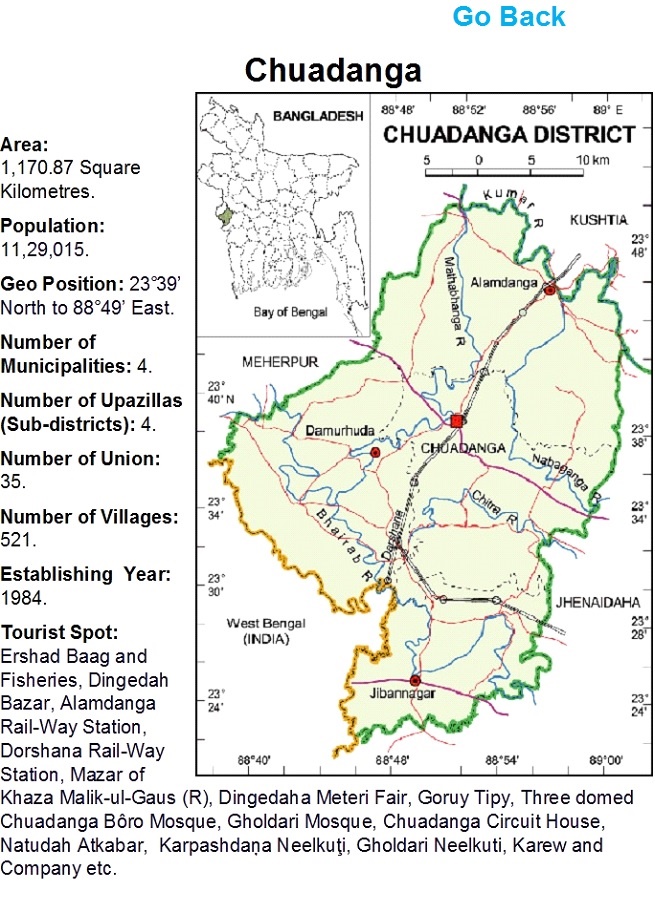 Go Back
Chuadanga
Area:
1,170.87 Square
Kilometres.
Population:
11,29,015.
Geo Position: 23°39’
North to 88°49’ East.
Number of
Municipalities: 4.
Number of Upazillas
(Sub-districts): 4.
Number of Union:
35.
Number of Villages:
521.
Establishing Year:
1984.
Tourist Spot:
Ershad Baag and
Fisheries, Dingedah
Bazar, Alamdanga
Rail-Way Station,
Dorshana Rail-Way
Station, Mazar of
Khaza Malik-ul-Gaus (R), Dingedaha Meteri Fair, Goruy Tipy, Three domed
Chuadanga Bôro Mosque, Gholdari Mosque, Chuadanga Circuit House,
Natudah Atkabar, Karpashdaṇa Neelkuţi, Gholdari Neelkuti, Karew and
Company etc.
BANGLADESH
Bay of Bengal
88°48' 88°52' 88°56' 89° E
CHUADANGA DISTRICT
5 0 5 10 km
Kumar R
KUSHTIA
23°
48'
Mathabhanga R
Alamdanga
MEHERPUR
23°
40' N
Damurhuda
CHUADANGA
23°
38'
Nabaganga R
Chitra R
23°
34'
23°
34'
Bhairab R
Darshana
23°
30'
JHENAIDAHA
West Bengal
(INDIA)
23°
28'
Jibannagar
23°
24'
23°
24'
88°40' 88°48' 88°54' 89°00'